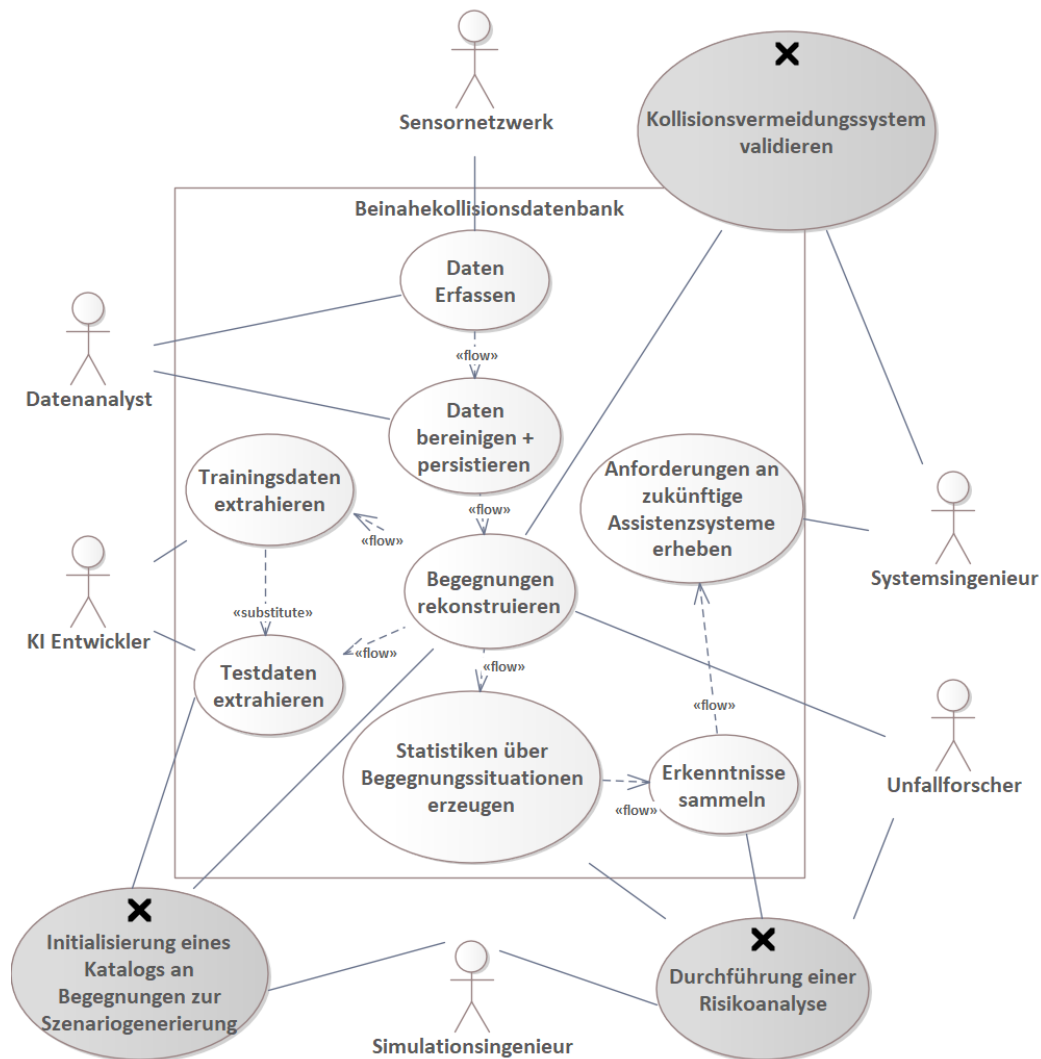 Sensornetzwerk
Kollisionsvermeidungssystem
validieren
Beinahekollisionsdatenbank
Daten
Erfassen
«flow»
Datenanalyst
Daten
bereinigen +
persistieren
Trainingsdaten
extrahieren
Anforderungen an
zukünftige
Assistenzsysteme
erheben
«flow»
«flow»
Begegnungen
rekonstruieren
Systemsingenieur
«substitute»
KI Entwickler
«flow»
«flow»
Testdaten
extrahieren
«flow»
Statistiken über
Begegnungssituationen
erzeugen
Erkenntnisse
sammeln
«flow»
Unfallforscher
Initialisierung eines
Katalogs an
Begegnungen zur
Szenariogenerierung
Durchführung einer
Risikoanalyse
Simulationsingenieur